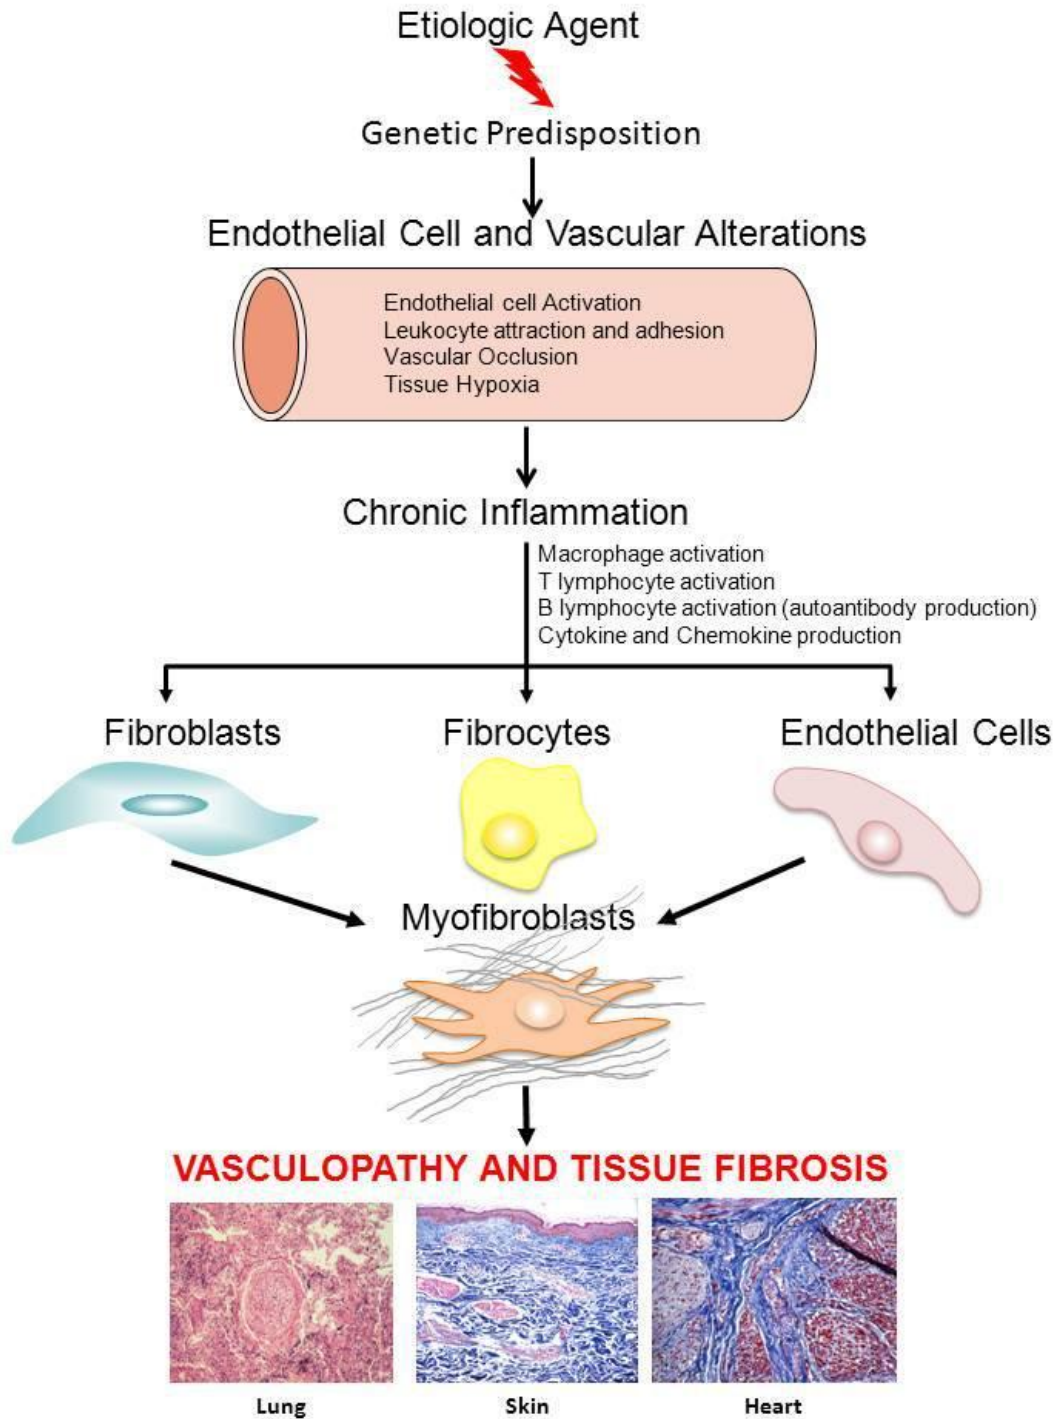 Etiologic Agent
Genetic Predisposition
Endothelial Cell and Vascular Alterations
Endothelial cell Activation
Leukocyte attraction and adhesion
Vascular Occlusion
Tissue Hypoxia
Chronic Inflammation
Macrophage activation
T lymphocyte activation
B lymphocyte activation (autoantibody production)
Cytokine and Chemokine production
Fibroblasts Fibrocytes Endothelial Cells
Myofibroblasts
VASCULOPATHY AND TISSUE FIBROSIS
Lung Skin Heart